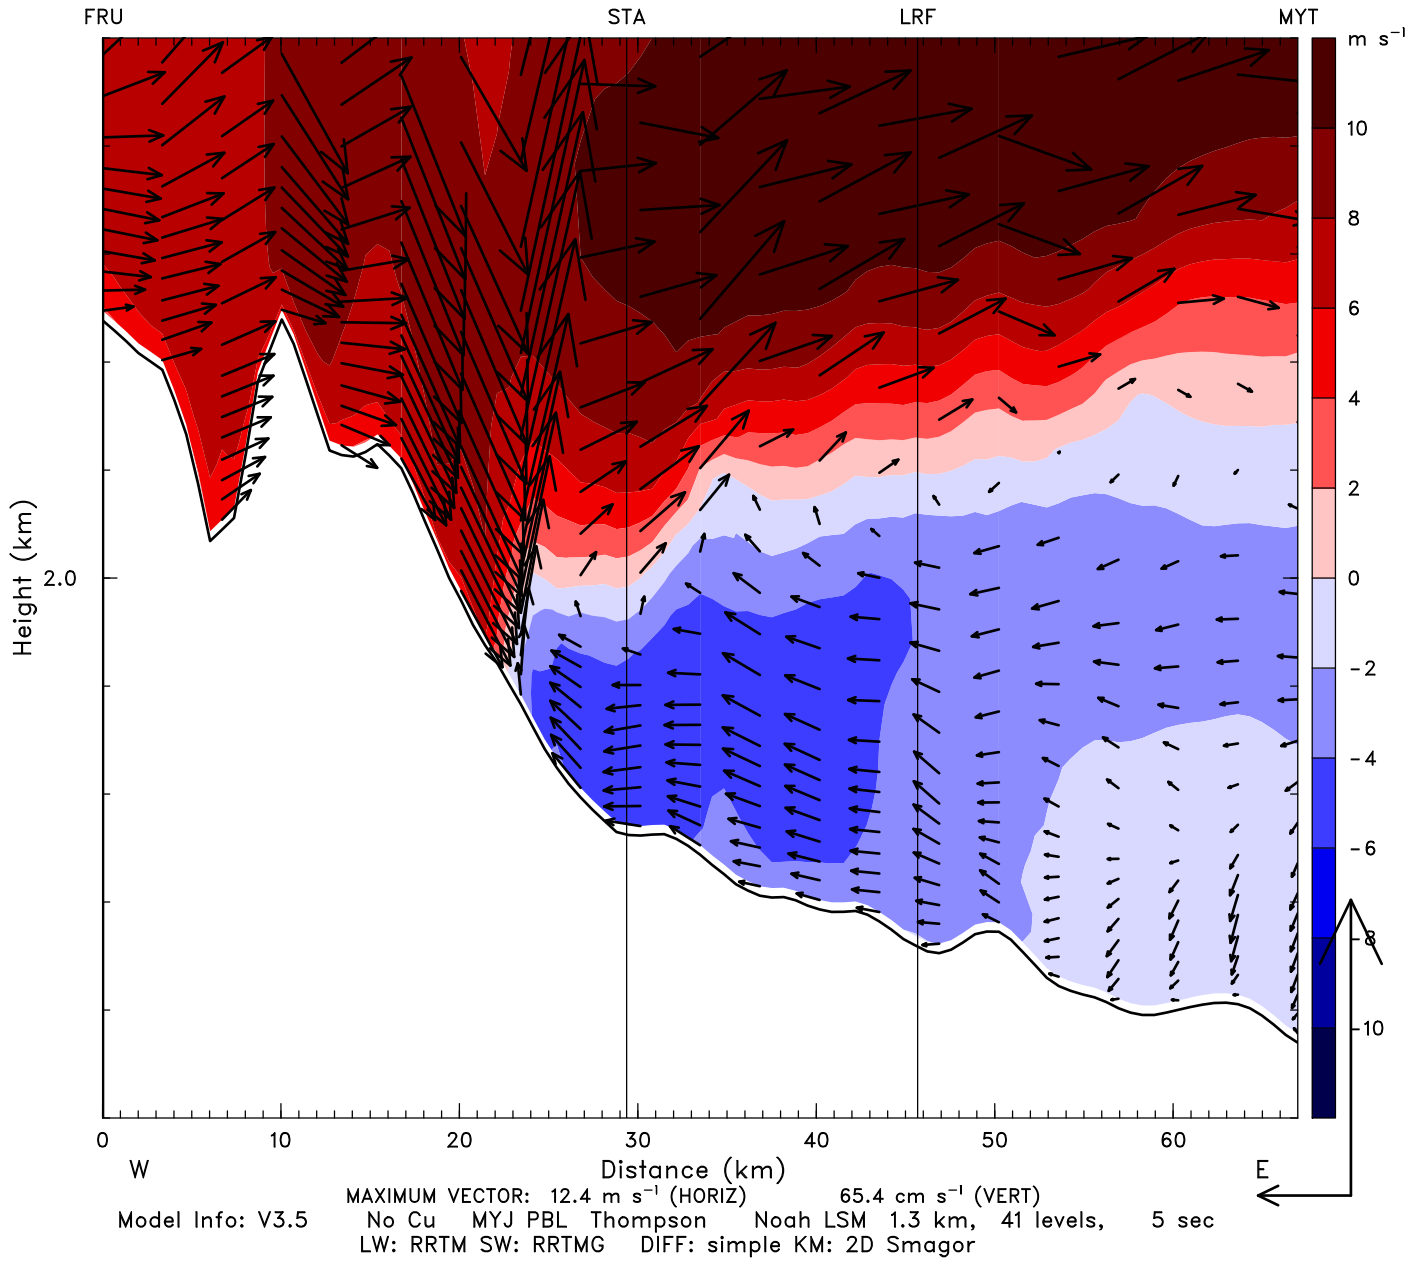 FRU STA LRF MYT
m s⁻¹
10
8
6
4
2
0
-2
-4
-6
-8
-10
Height (km)
2.0
0 10 20 30 40 50 60
W Distance (km) E
MAXIMUM VECTOR: 12.4 m s⁻¹ (HORIZ) 65.4 cm s⁻¹ (VERT)
Model Info: V3.5 No Cu MYJ PBL Thompson Noah LSM 1.3 km, 41 levels, 5 sec
LW: RRTM SW: RRTMG DIFF: simple KM: 2D Smagor